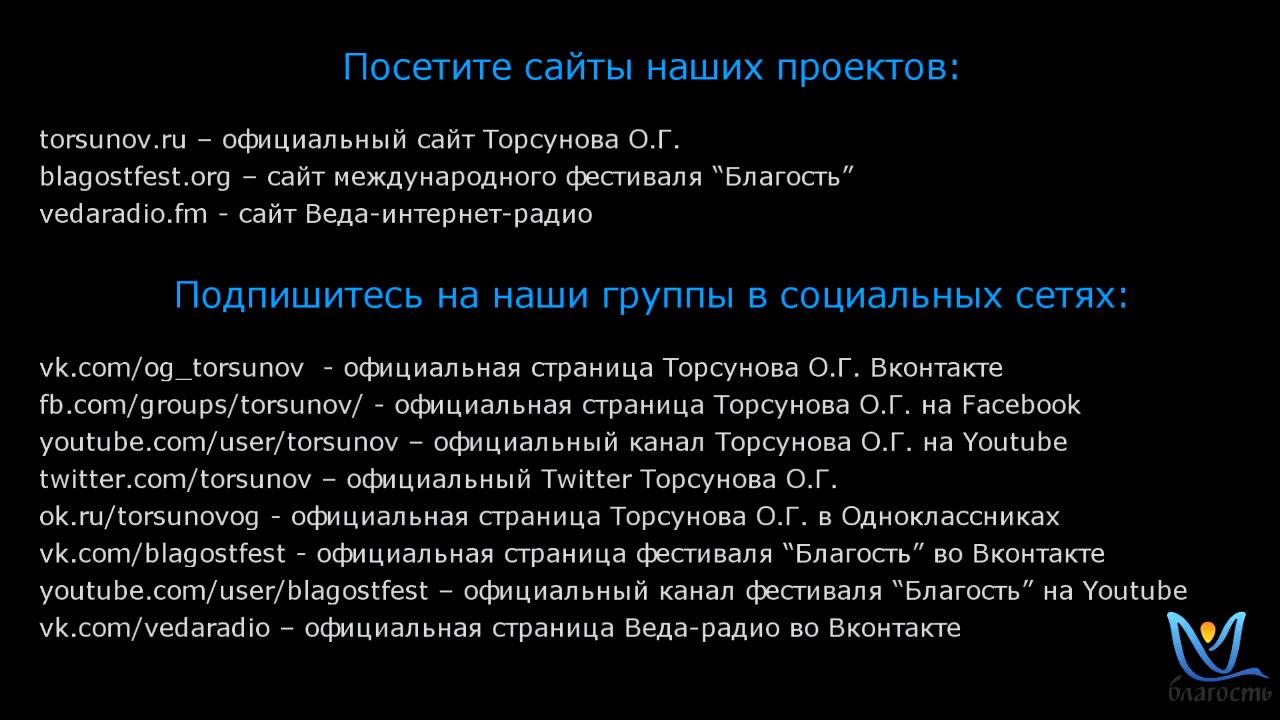 Посетите сайты наших проектов:
torsunov.ru – официальный сайт Торсунова О.Г.
blagostfest.org – сайт международного фестиваля “Благость”
vedaradio.fm - сайт Веда-интернет-радио
Подпишитесь на наши группы в социальных сетях:
vk.com/og_torsunov  - официальная страница Торсунова О.Г. Вконтакте
fb.com/groups/torsunov/ - официальная страница Торсунова О.Г. на Facebook
youtube.com/user/torsunov – официальный канал Торсунова О.Г. на Youtube
twitter.com/torsunov – официальный Twitter Торсунова О.Г.
ok.ru/torsunovog - официальная страница Торсунова О.Г. в Одноклассниках
vk.com/blagostfest - официальная страница фестиваля “Благость” во Вконтакте
youtube.com/user/blagostfest – официальный канал фестиваля “Благость” на Youtube
vk.com/vedaradio – официальная страница Веда-радио во Вконтакте
благость